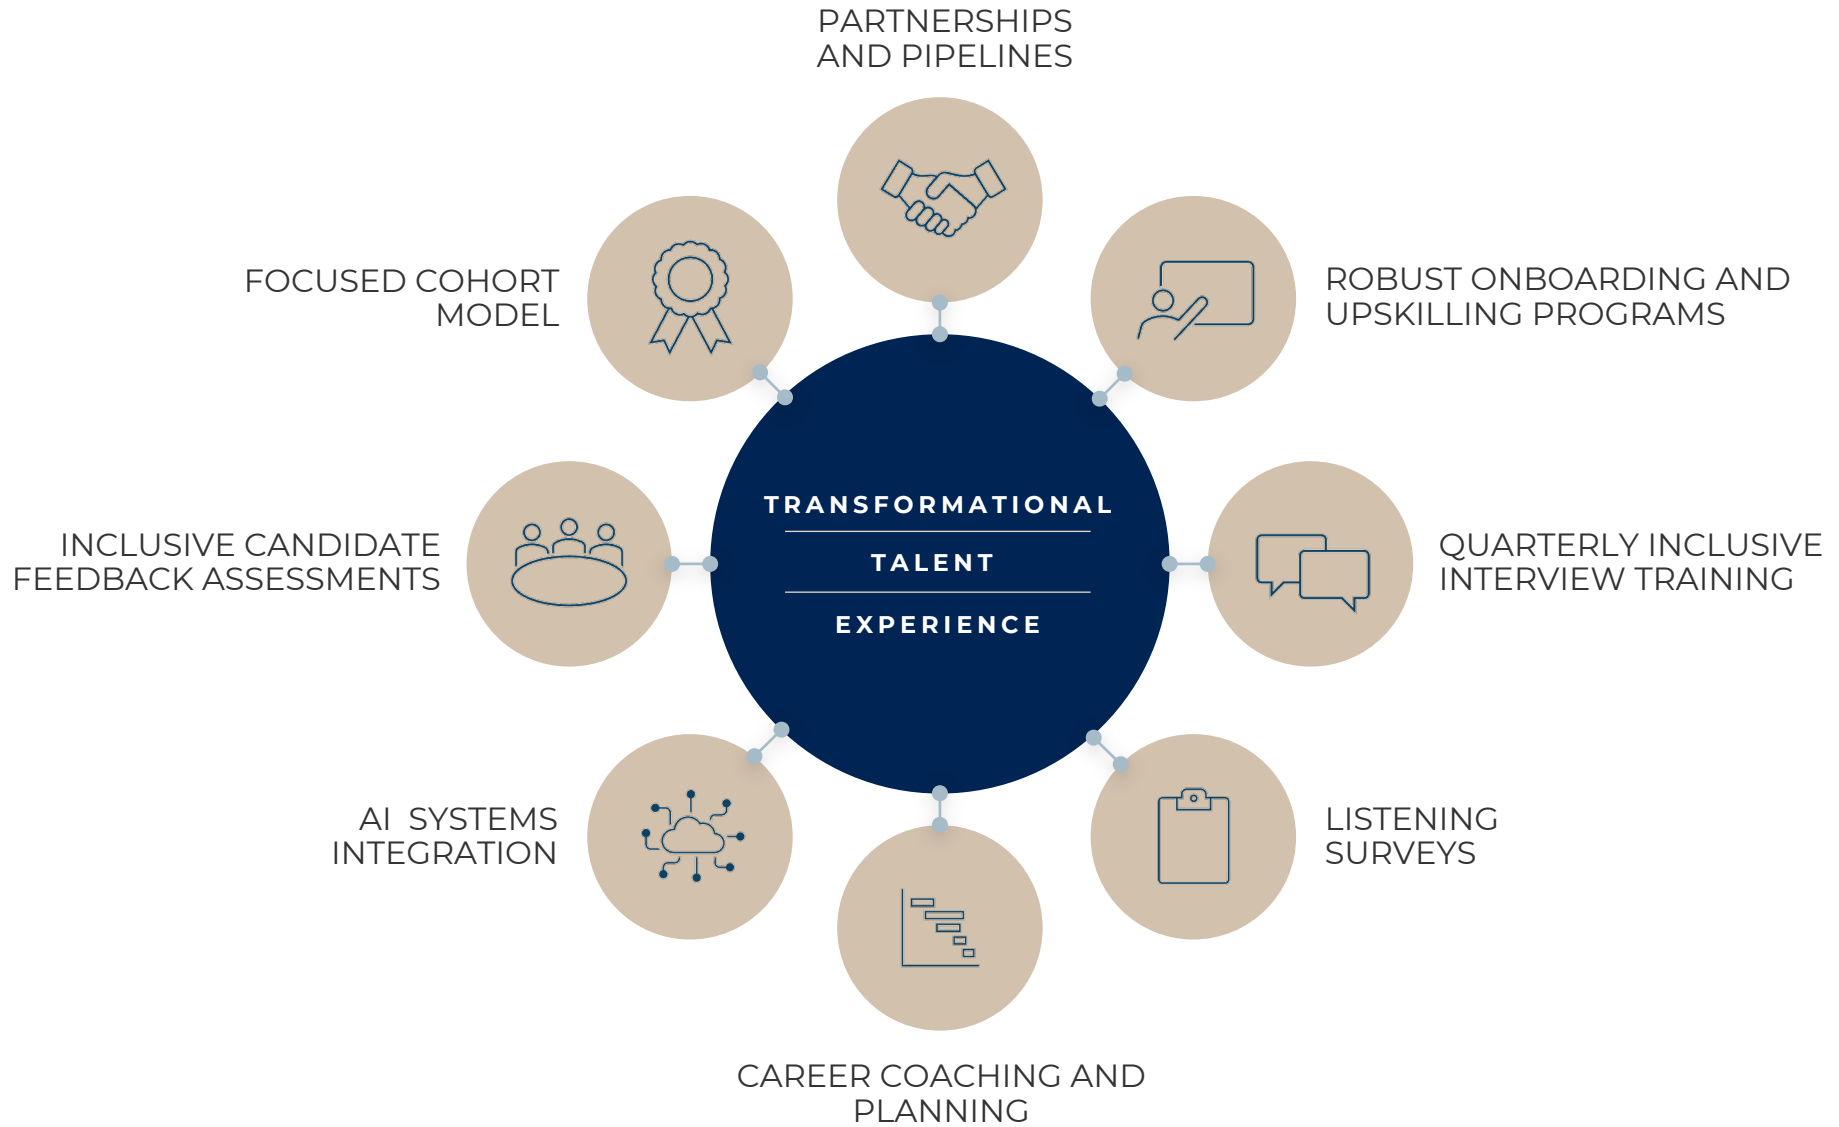 PARTNERSHIPS
AND PIPELINES
FOCUSED COHORT
MODEL
ROBUST ONBOARDING AND
UPSKILLING PROGRAMS
TRANSFORMATIONAL
TALENT
EXPERIENCE
INCLUSIVE CANDIDATE
FEEDBACK ASSESSMENTS
QUARTERLY INCLUSIVE
INTERVIEW TRAINING
AI SYSTEMS
INTEGRATION
LISTENING
SURVEYS
CAREER COACHING AND
PLANNING